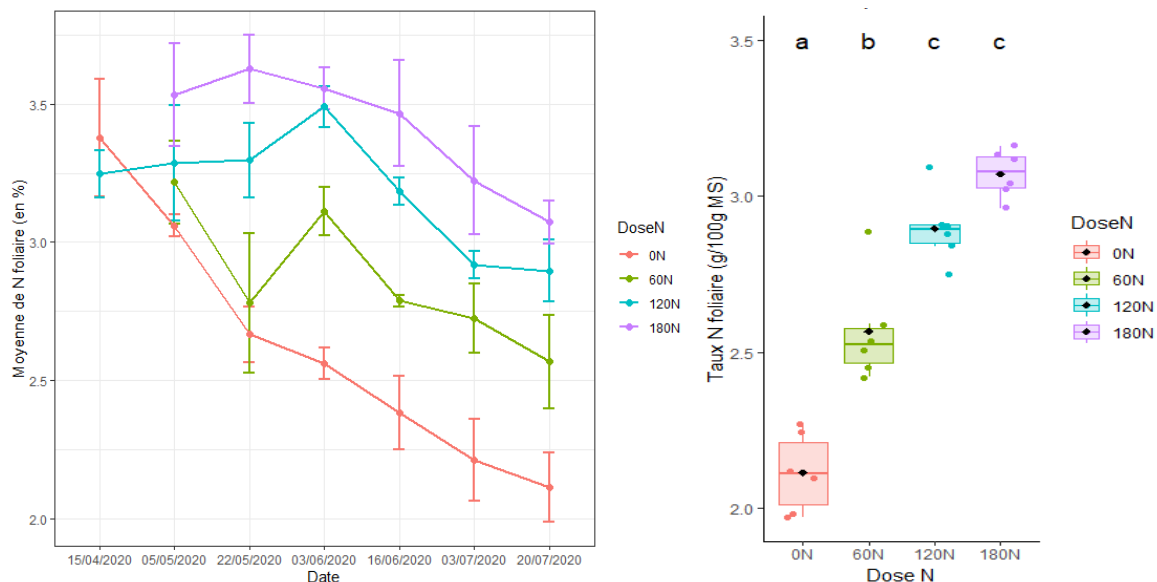 Moyenne de N foliaire (en %)
3.5
3.0
2.5
2.0
15/04/2020 05/05/2020 22/05/2020 03/06/2020 16/06/2020 03/07/2020 20/07/2020
Date
DoseN
0N
60N
120N
180N
Taux N foliaire (g/100g MS)
3.5
3.0
2.5
2.0
a b c c
0N 60N 120N 180N
Dose N
DoseN
0N
60N
120N
180N